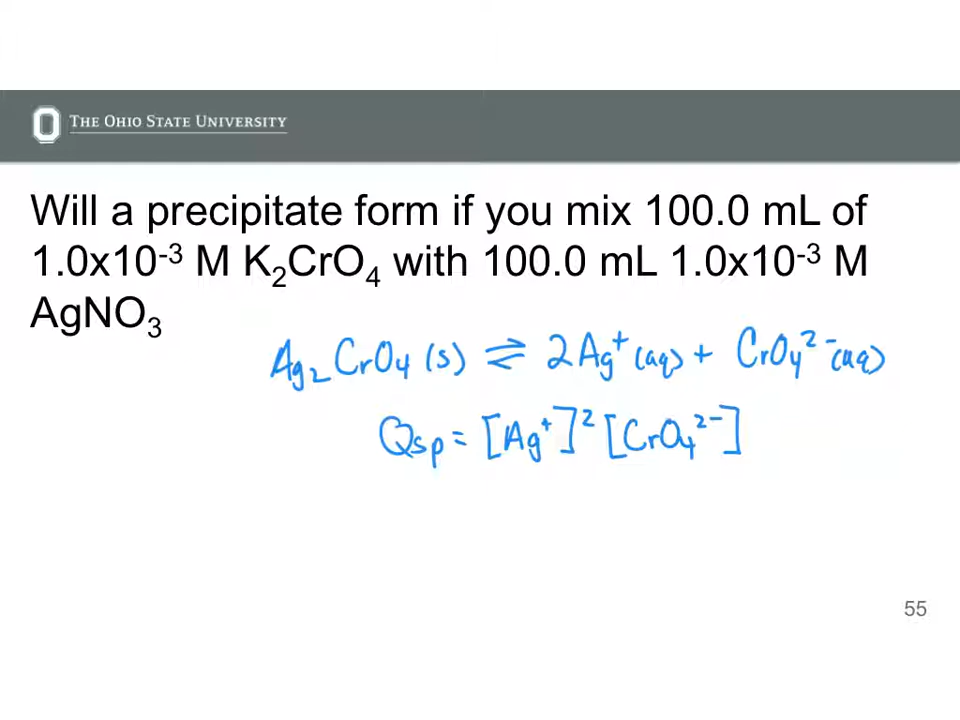 THE OHIO STATE UNIVERSITY
Will a precipitate form if you mix 100.0 mL of
1.0x10⁻³ M K₂CrO₄ with 100.0 mL 1.0x10⁻³ M
AgNO₃
Ag₂CrO₄(s) ⇌ 2Ag⁺(aq) + CrO₄²⁻(aq)
Qsp = [Ag⁺]² [CrO₄²⁻]
55